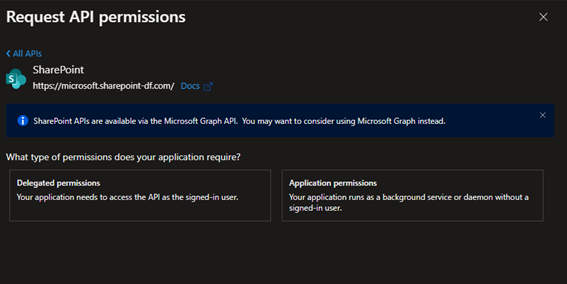 Request API permissions
All APIs
SharePoint
S
https://microsoft.sharepoint-df.com/ Docs
SharePoint APIs are available via the Microsoft Graph API. You may want to consider using Microsoft Graph instead.
What type of permissions does your application require?
Delegated permissions
Your application needs to access the API as the signed-in user.
Application permissions
Your application runs as a background service or daemon without a
signed-in user.